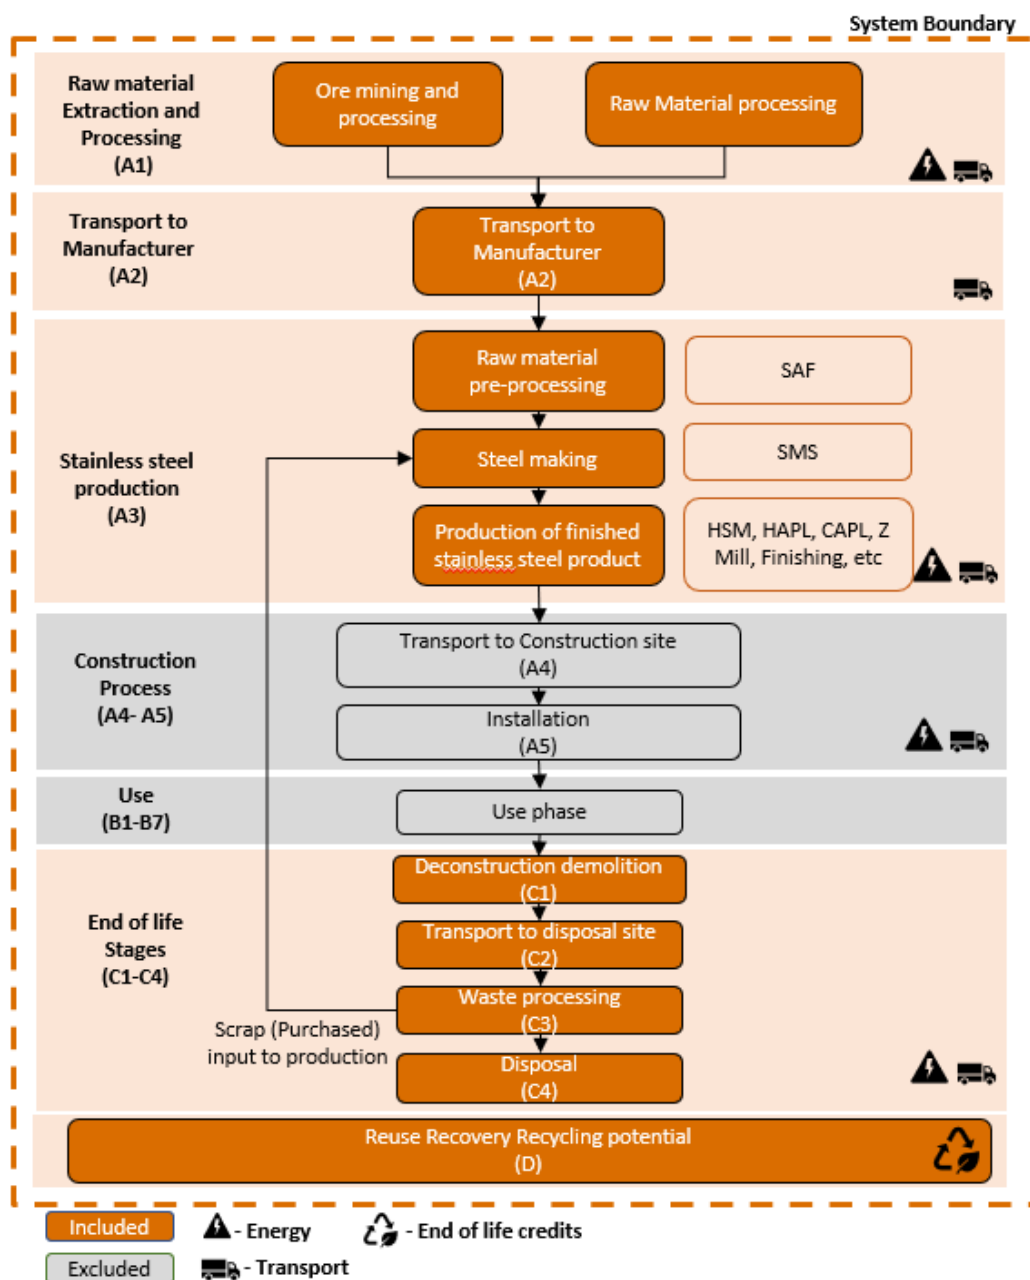 System Boundary
Raw material
Extraction and
Processing
(A1)
Ore mining and
processing
Raw Material processing
Transport to
Manufacturer
(A2)
Transport to
Manufacturer
(A2)
Stainless steel
production
(A3)
Raw material
pre-processing
SAF
Steel making
SMS
Production of finished
stainless steel product
HSM, HAPL, CAPL, Z
Mill, Finishing, etc
Construction
Process
(A4- A5)
Transport to Construction site
(A4)
Installation
(A5)
Use
(B1-B7)
Use phase
End of life
Stages
(C1-C4)
Deconstruction demolition
(C1)
Transport to disposal site
(C2)
Waste processing
(C3)
Scrap (Purchased)
input to production
Disposal
(C4)
Reuse Recovery Recycling potential
(D)
Included
- Energy
- End of life credits
Excluded
- Transport